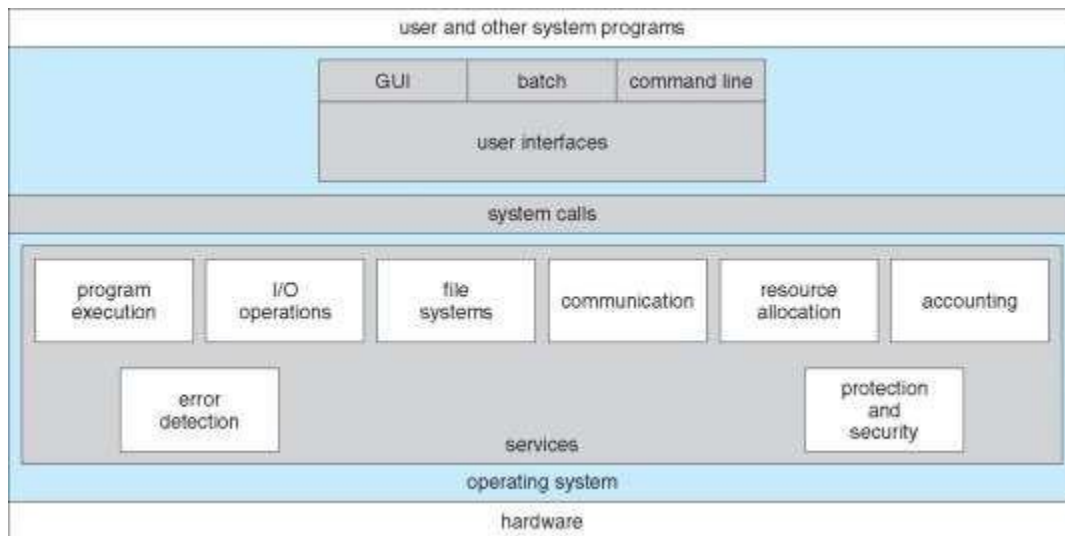 user and other system programs
GUI
batch
command line
user interfaces
system calls
program
execution
I/O
operations
file
systems
communication
resource
allocation
accounting
error
detection
protection
and
security
services
operating system
hardware